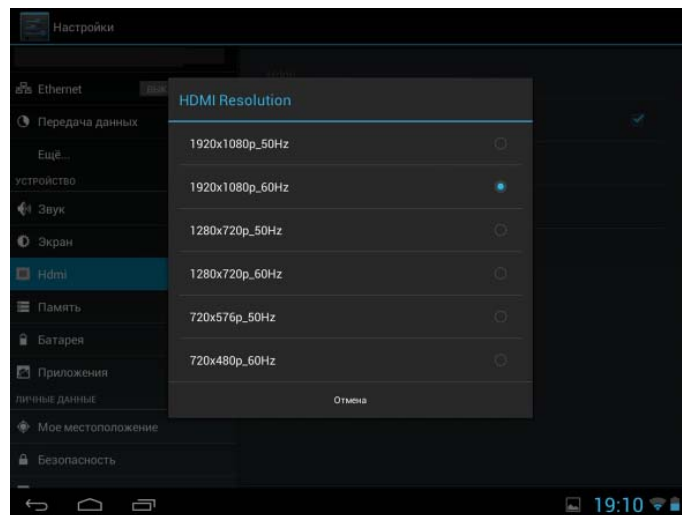 Настройки
Ethernet
Передача данных
Ещё...
УСТРОЙСТВО
Звук
Экран
Hdmi
Память
Батарея
Приложения
ЛИЧНЫЕ ДАННЫЕ
Мое местоположение
Безопасность
HDMI Resolution
1920x1080p_50Hz
1920x1080p_60Hz
1280x720p_50Hz
1280x720p_60Hz
720x576p_50Hz
720x480p_60Hz
Отмена
19:10